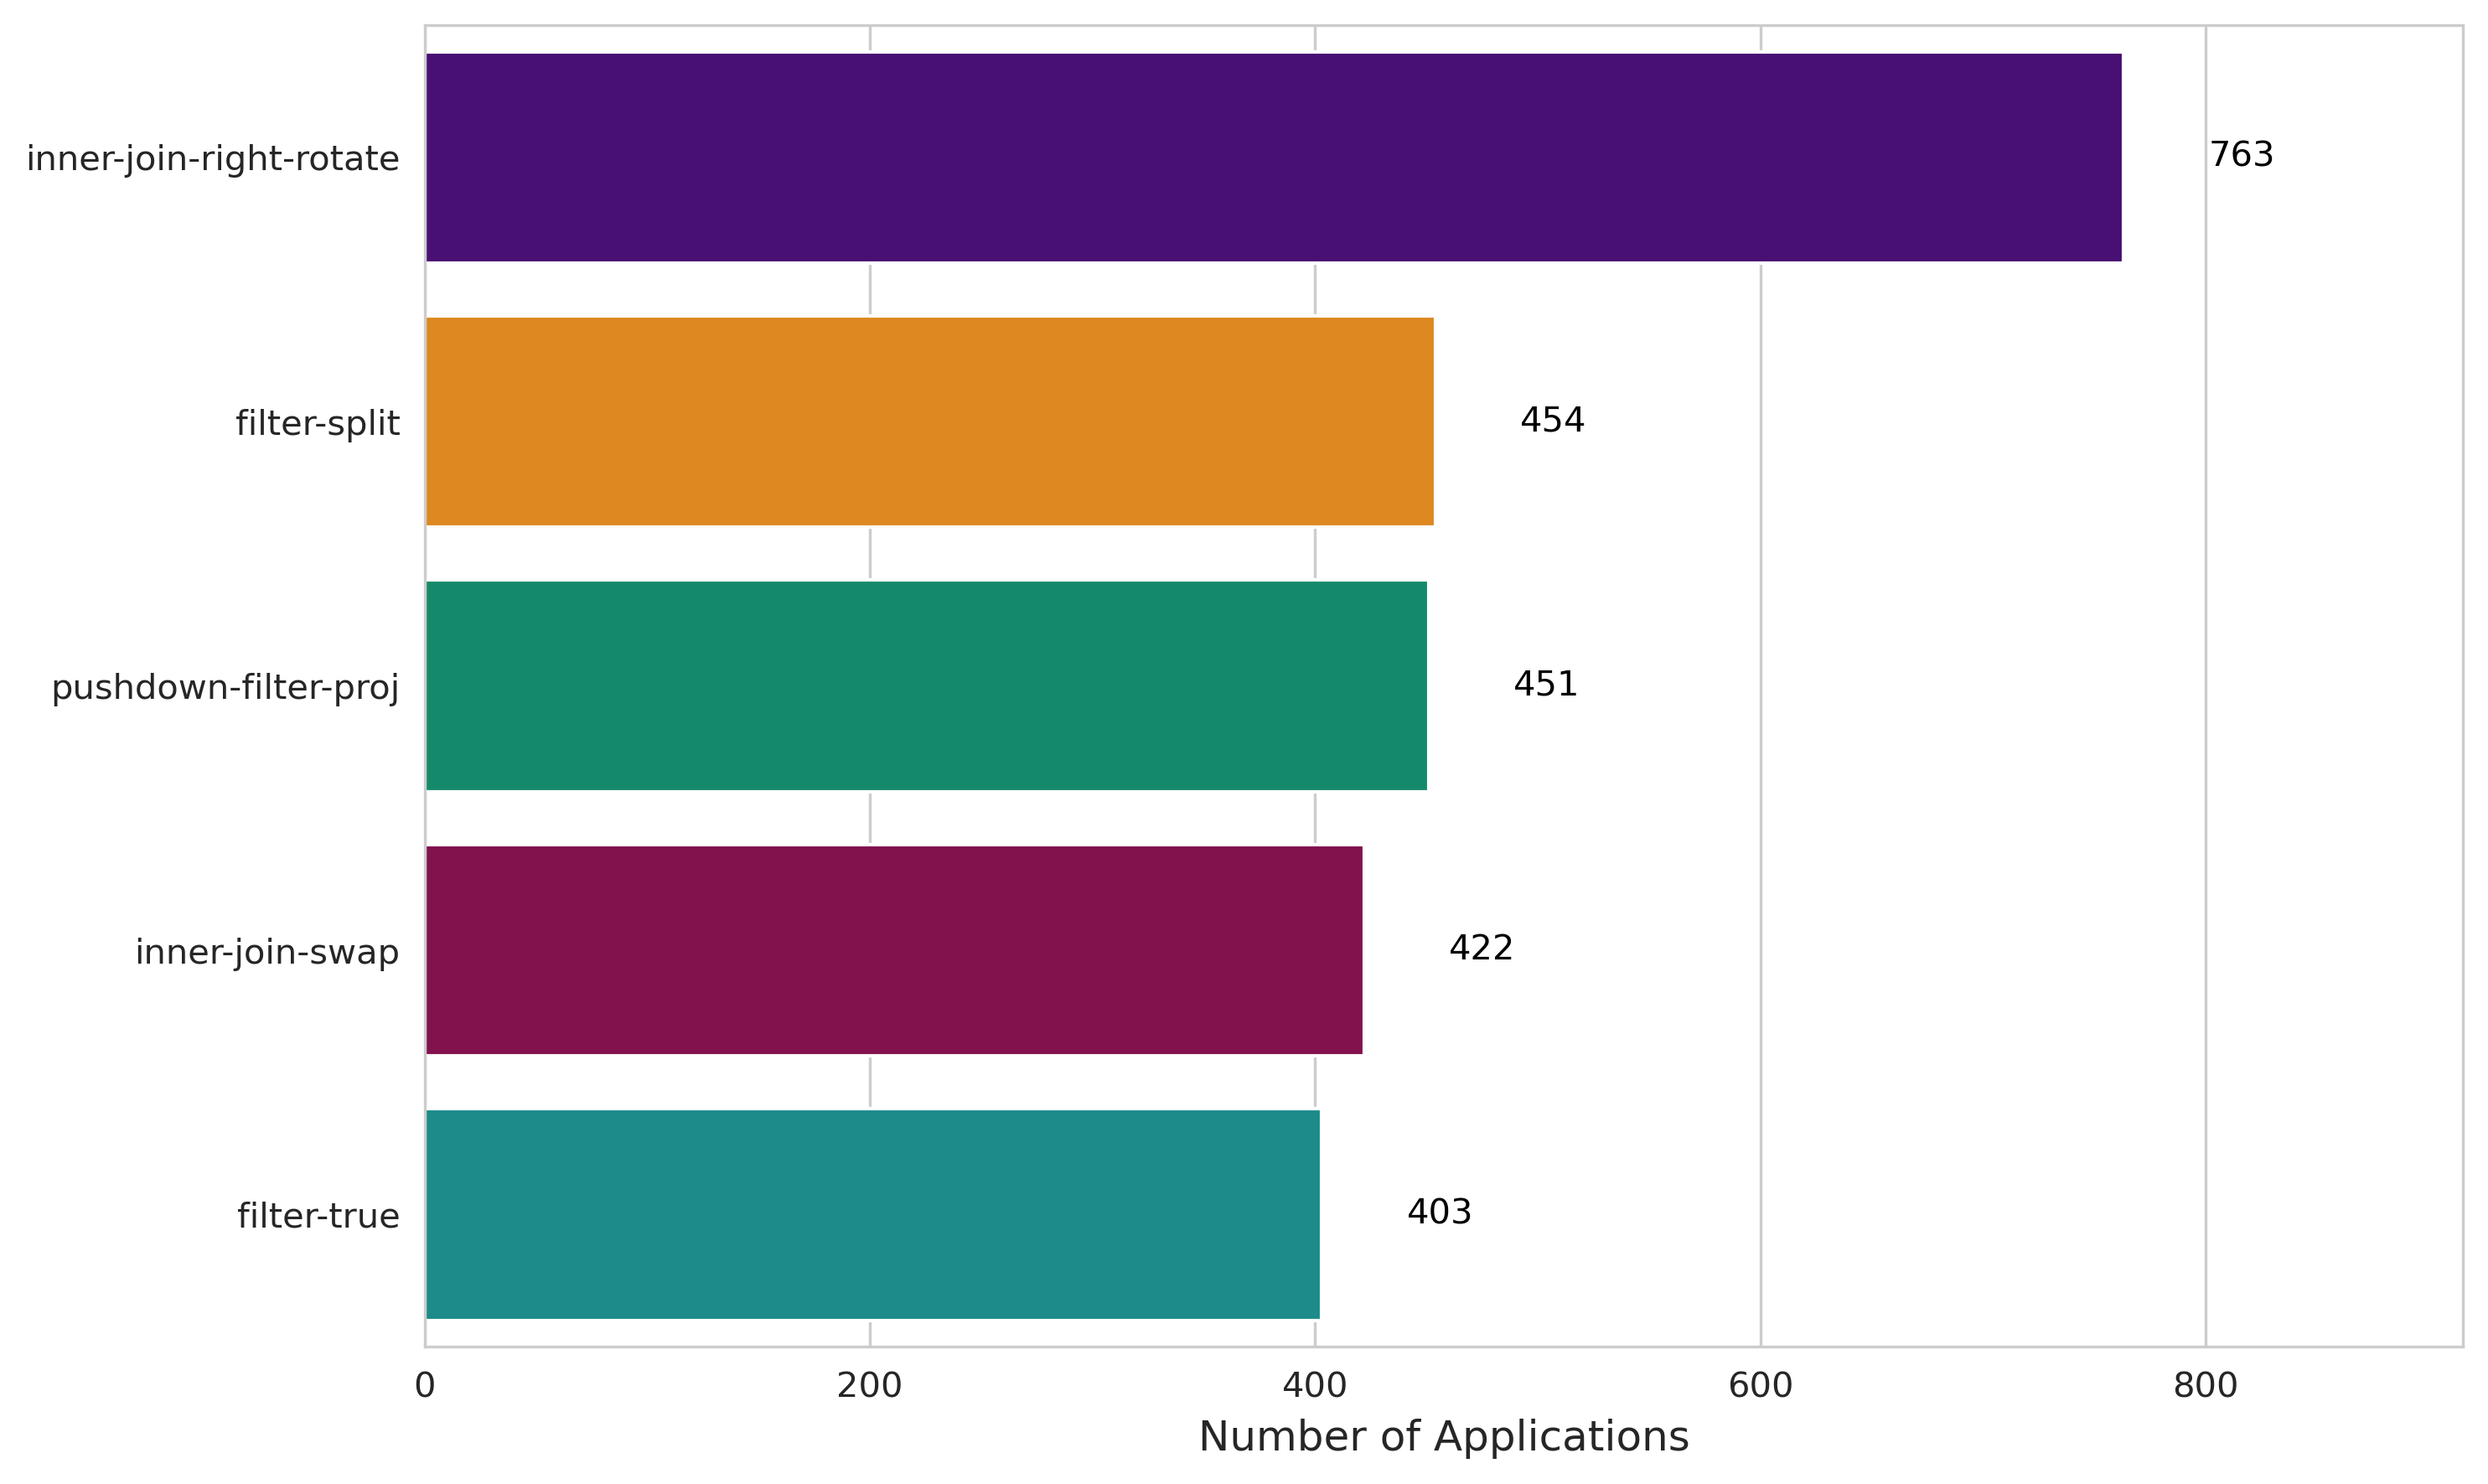 inner-join-right-rotate
763
filter-split
454
pushdown-filter-proj
451
inner-join-swap
422
filter-true
403
0 200 400 600 800
Number of Applications